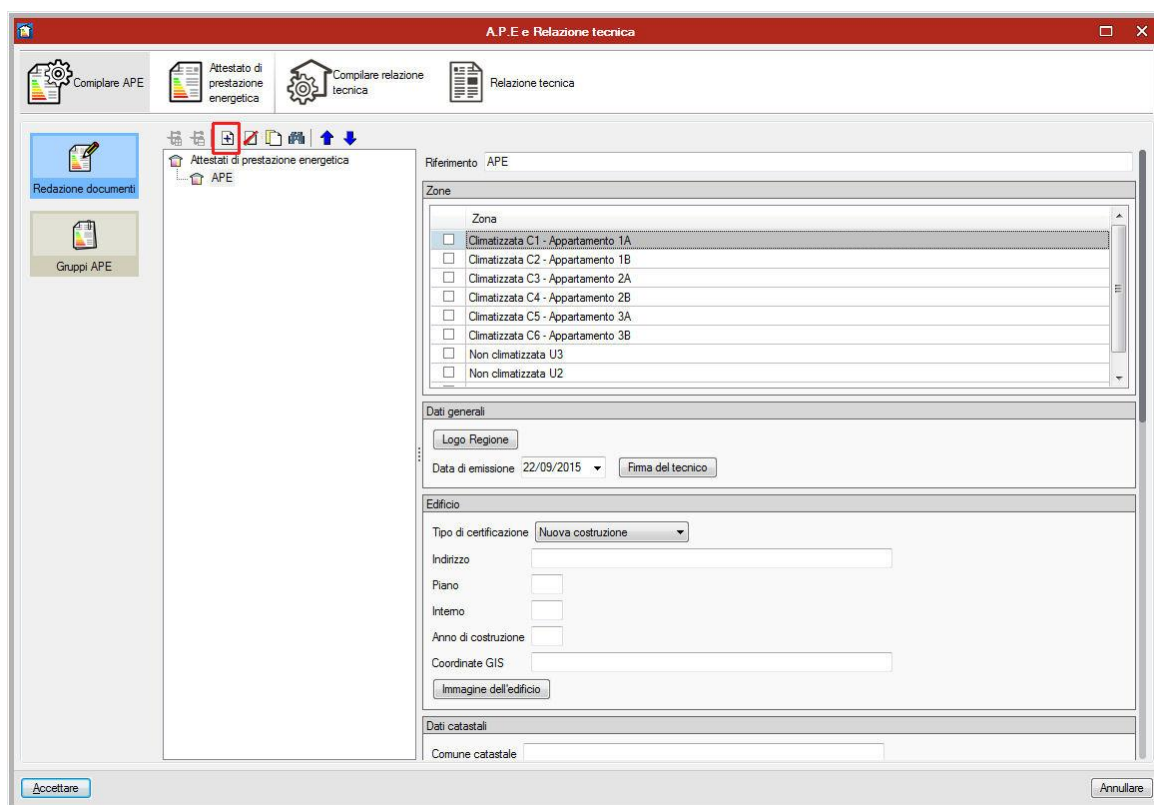 A.P.E e Relazione tecnica
Comiplare APE
Attestato di
prestazione
energetica
Compilare relazione
tecnica
Relazione tecnica
Redazione documenti
Gruppi APE
Attestati di prestazione energetica
APE
Riferimento APE
Zone
Zona
Climatizzata C1 - Appartamento 1A
Climatizzata C2 - Appartamento 1B
Climatizzata C3 - Appartamento 2A
Climatizzata C4 - Appartamento 2B
Climatizzata C5 - Appartamento 3A
Climatizzata C6 - Appartamento 3B
Non climatizzata U3
Non climatizzata U2
Dati generali
Logo Regione
Data di emissione 22/09/2015 Firma del tecnico
Edificio
Tipo di certificazione Nuova costruzione
Indirizzo
Piano
Interno
Anno di costruzione
Coordinate GIS
Immagine dell'edificio
Dati catastali
Comune catastale
Accettare
Annullare